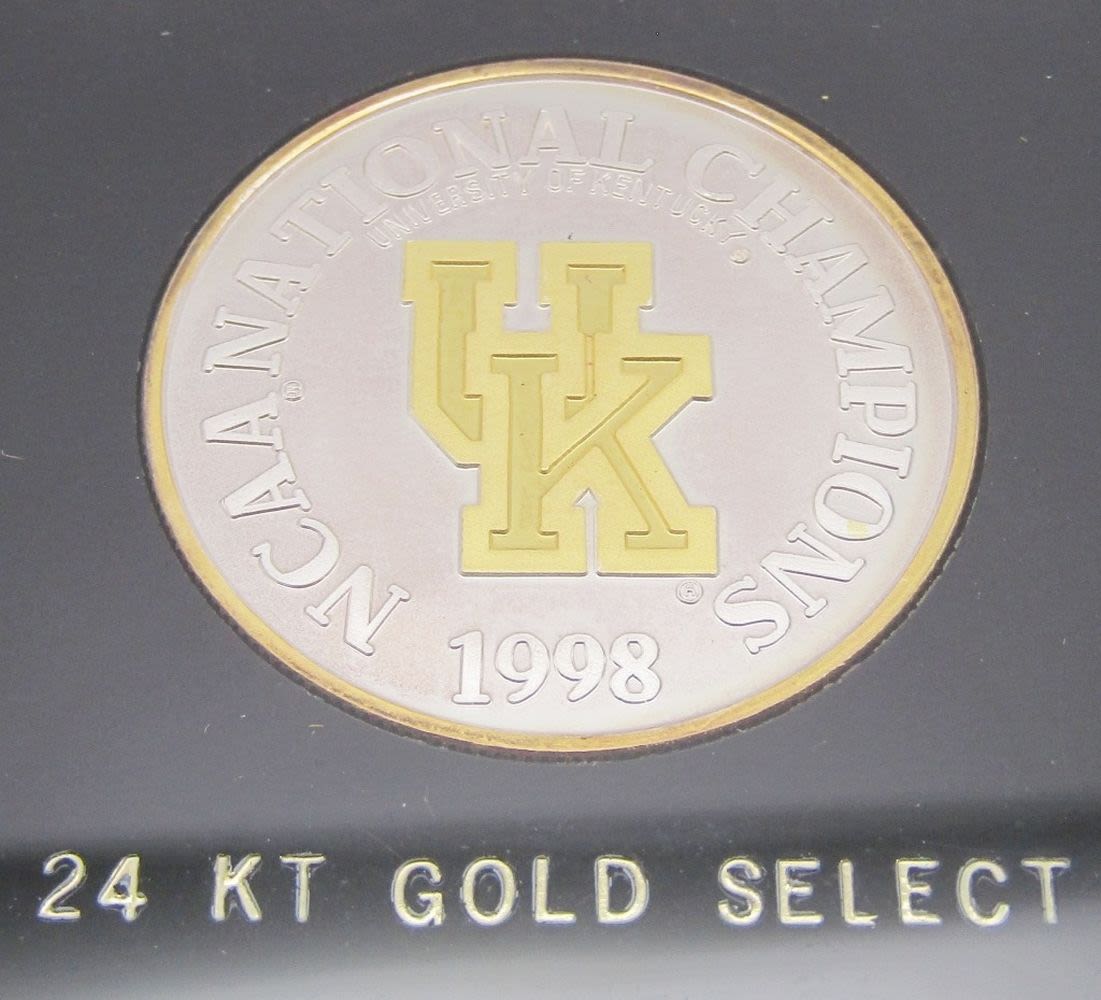 NCAA® NATIONAL CHAMPIONS
UNIVERSITY OF KENTUCKY®
UK®
1998
24 KT GOLD SELECT